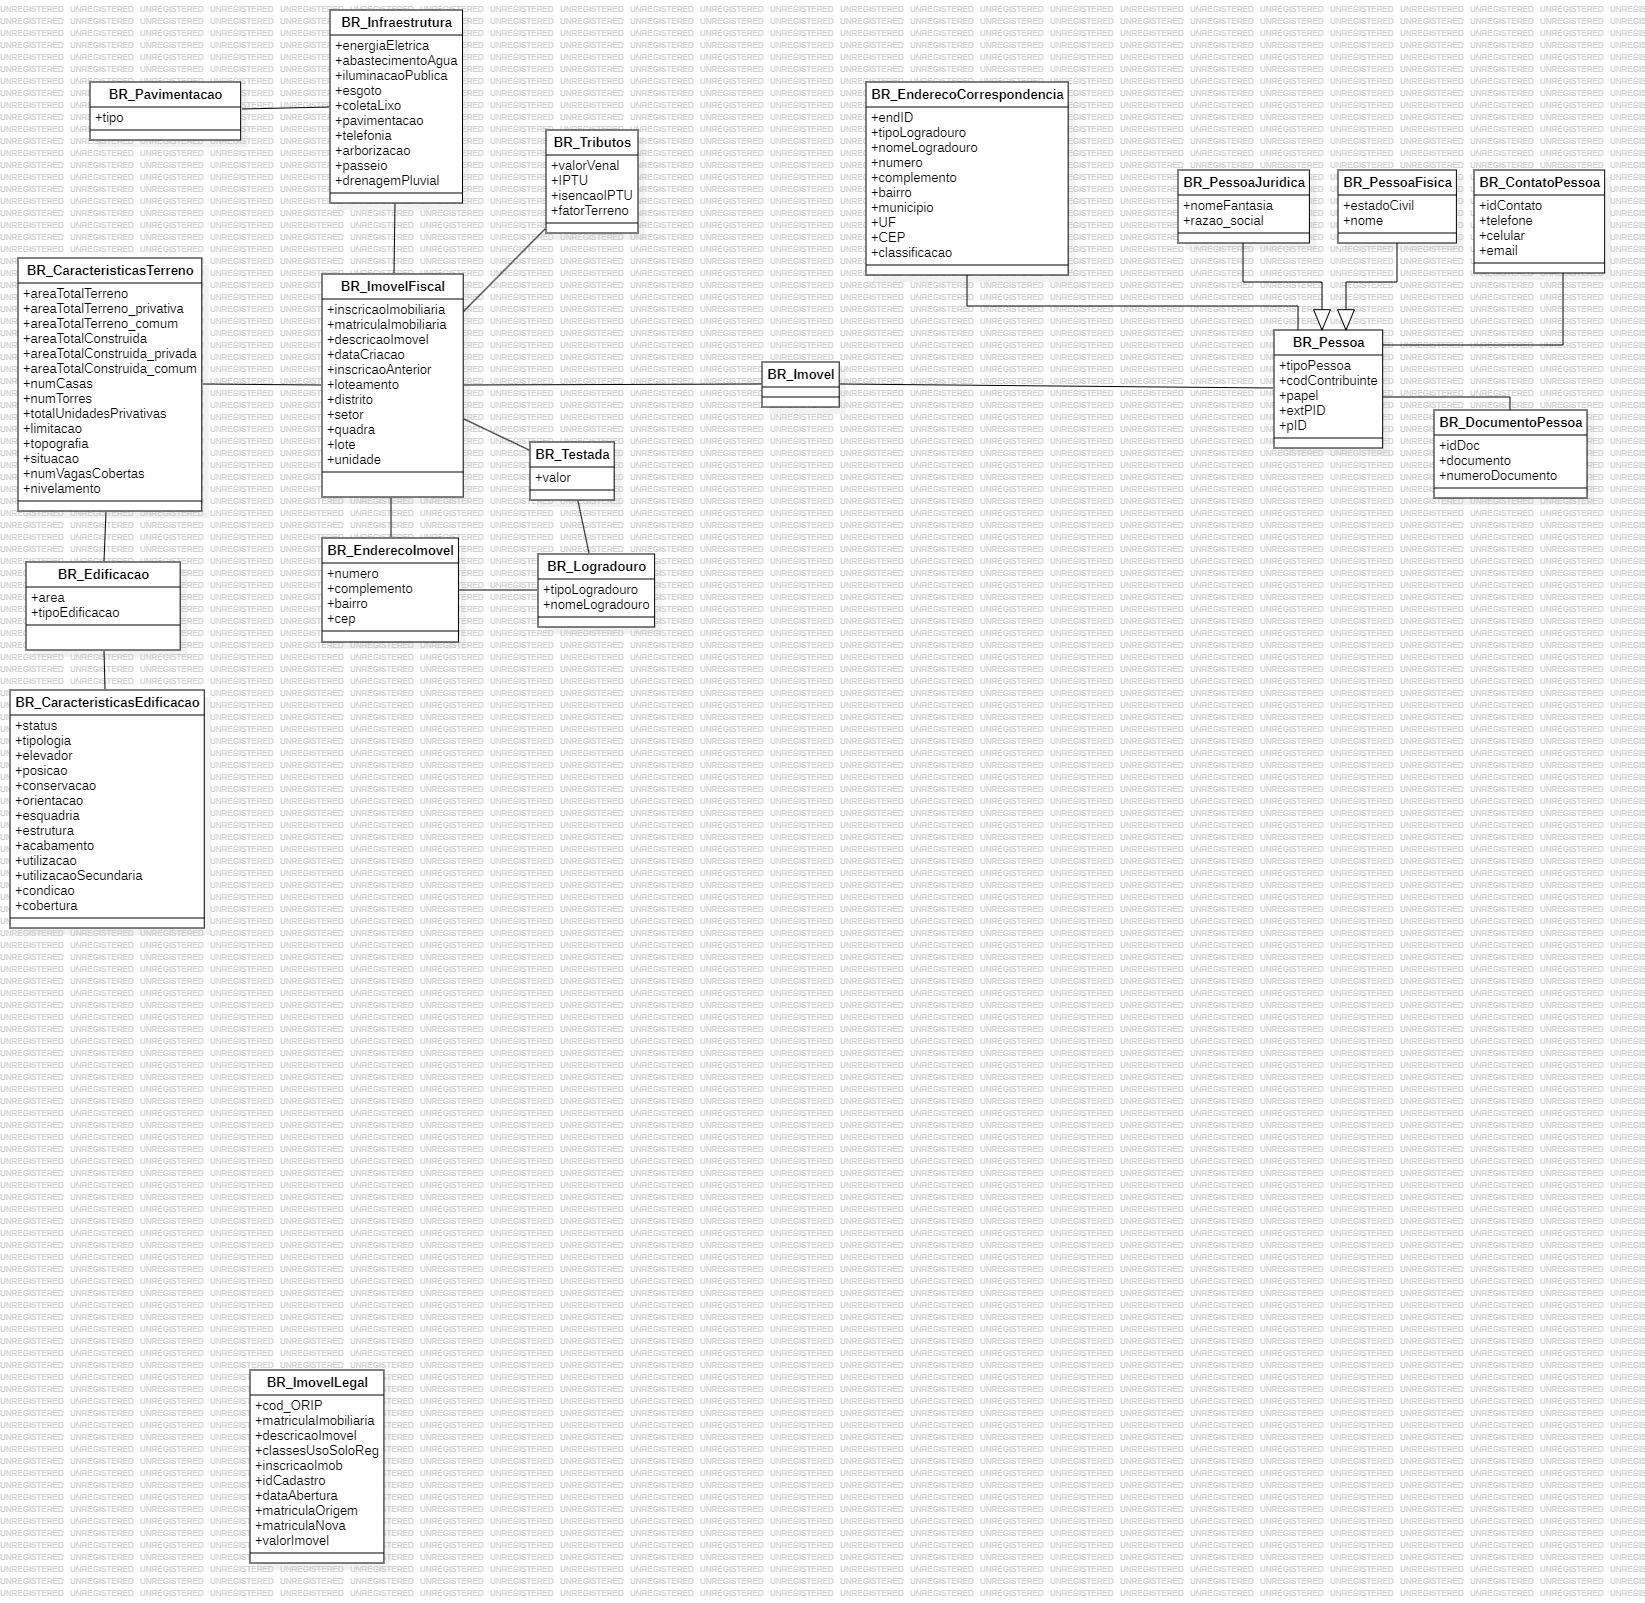 BR_Infraestrutura
+energiaEletrica
+abastecimentoAgua
+iluminacaoPublica
+esgoto
+coletaLixo
+pavimentacao
+telefonia
+arborizacao
+passeio
+drenagemPluvial
BR_Pavimentacao
+tipo
BR_Tributos
+valorVenal
+IPTU
+isencaoIPTU
+fatorTerreno
BR_EnderecoCorrespondencia
+endID
+tipoLogradouro
+nomeLogradouro
+numero
+complemento
+bairro
+municipio
+UF
+CEP
+classificacao
BR_PessoaJuridica
+nomeFantasia
+razao_social
BR_PessoaFisica
+estadoCivil
+nome
BR_ContatoPessoa
+idContato
+telefone
+celular
+email
BR_CaracteristicasTerreno
+areaTotalTerreno
+areaTotalTerreno_privativa
+areaTotalTerreno_comum
+areaTotalConstruida
+areaTotalConstruida_privada
+areaTotalConstruida_comum
+numCasas
+numTorres
+totalUnidadesPrivativas
+limitacao
+topografia
+situacao
+numVagasCobertas
+nivelamento
BR_ImovelFiscal
+inscricaoImobiliaria
+matriculaImobiliaria
+descricaoImovel
+dataCriacao
+inscricaoAnterior
+loteamento
+distrito
+setor
+quadra
+lote
+unidade
BR_Imovel
BR_Pessoa
+tipoPessoa
+codContribuinte
+papel
+extPID
+pID
BR_DocumentoPessoa
+idDoc
+documento
+numeroDocumento
BR_Testada
+valor
BR_EnderecoImovel
+numero
+complemento
+bairro
+cep
BR_Logradouro
+tipoLogradouro
+nomeLogradouro
BR_Edificacao
+area
+tipoEdificacao
BR_CaracteristicasEdificacao
+status
+tipologia
+elevador
+posicao
+conservacao
+orientacao
+esquadria
+estrutura
+acabamento
+utilizacao
+utilizacaoSecundaria
+condicao
+cobertura
BR_ImovelLegal
+cod_ORIP
+matriculaImobiliaria
+descricaoImovel
+classesUsoSoloReg
+inscricaoImob
+idCadastro
+dataAbertura
+matriculaOrigem
+matriculaNova
+valorImovel
UNREGISTERED